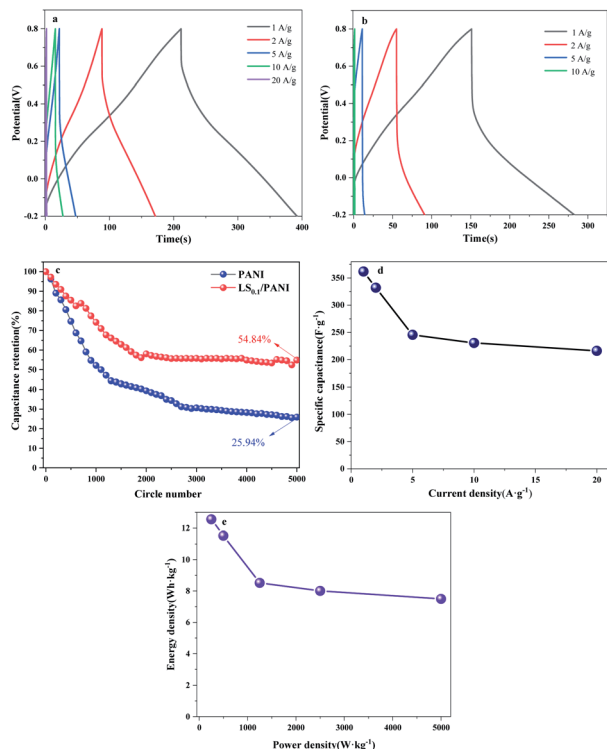 a
1 A/g
2 A/g
5 A/g
10 A/g
20 A/g
Potential(V)
0.8
0.6
0.4
0.2
0.0
-0.2
0
100
200
300
400
Time(s)
b
1 A/g
2 A/g
5 A/g
10 A/g
Potential(V)
0.8
0.6
0.4
0.2
0.0
-0.2
0
50
100
150
200
250
300
Time(s)
c
PANI
LS0.1/PANI
54.84%
25.94%
Capacitance retention(%)
100
90
80
70
60
50
40
30
20
10
0
0
1000
2000
3000
4000
5000
Circle number
d
Specific capacitance(F·g-1)
400
350
300
250
200
150
100
50
0
0
5
10
15
20
Current density(A·g-1)
e
Energy density(Wh·kg-1)
12
10
8
6
4
2
0
0
1000
2000
3000
4000
5000
Power density(W·kg-1)